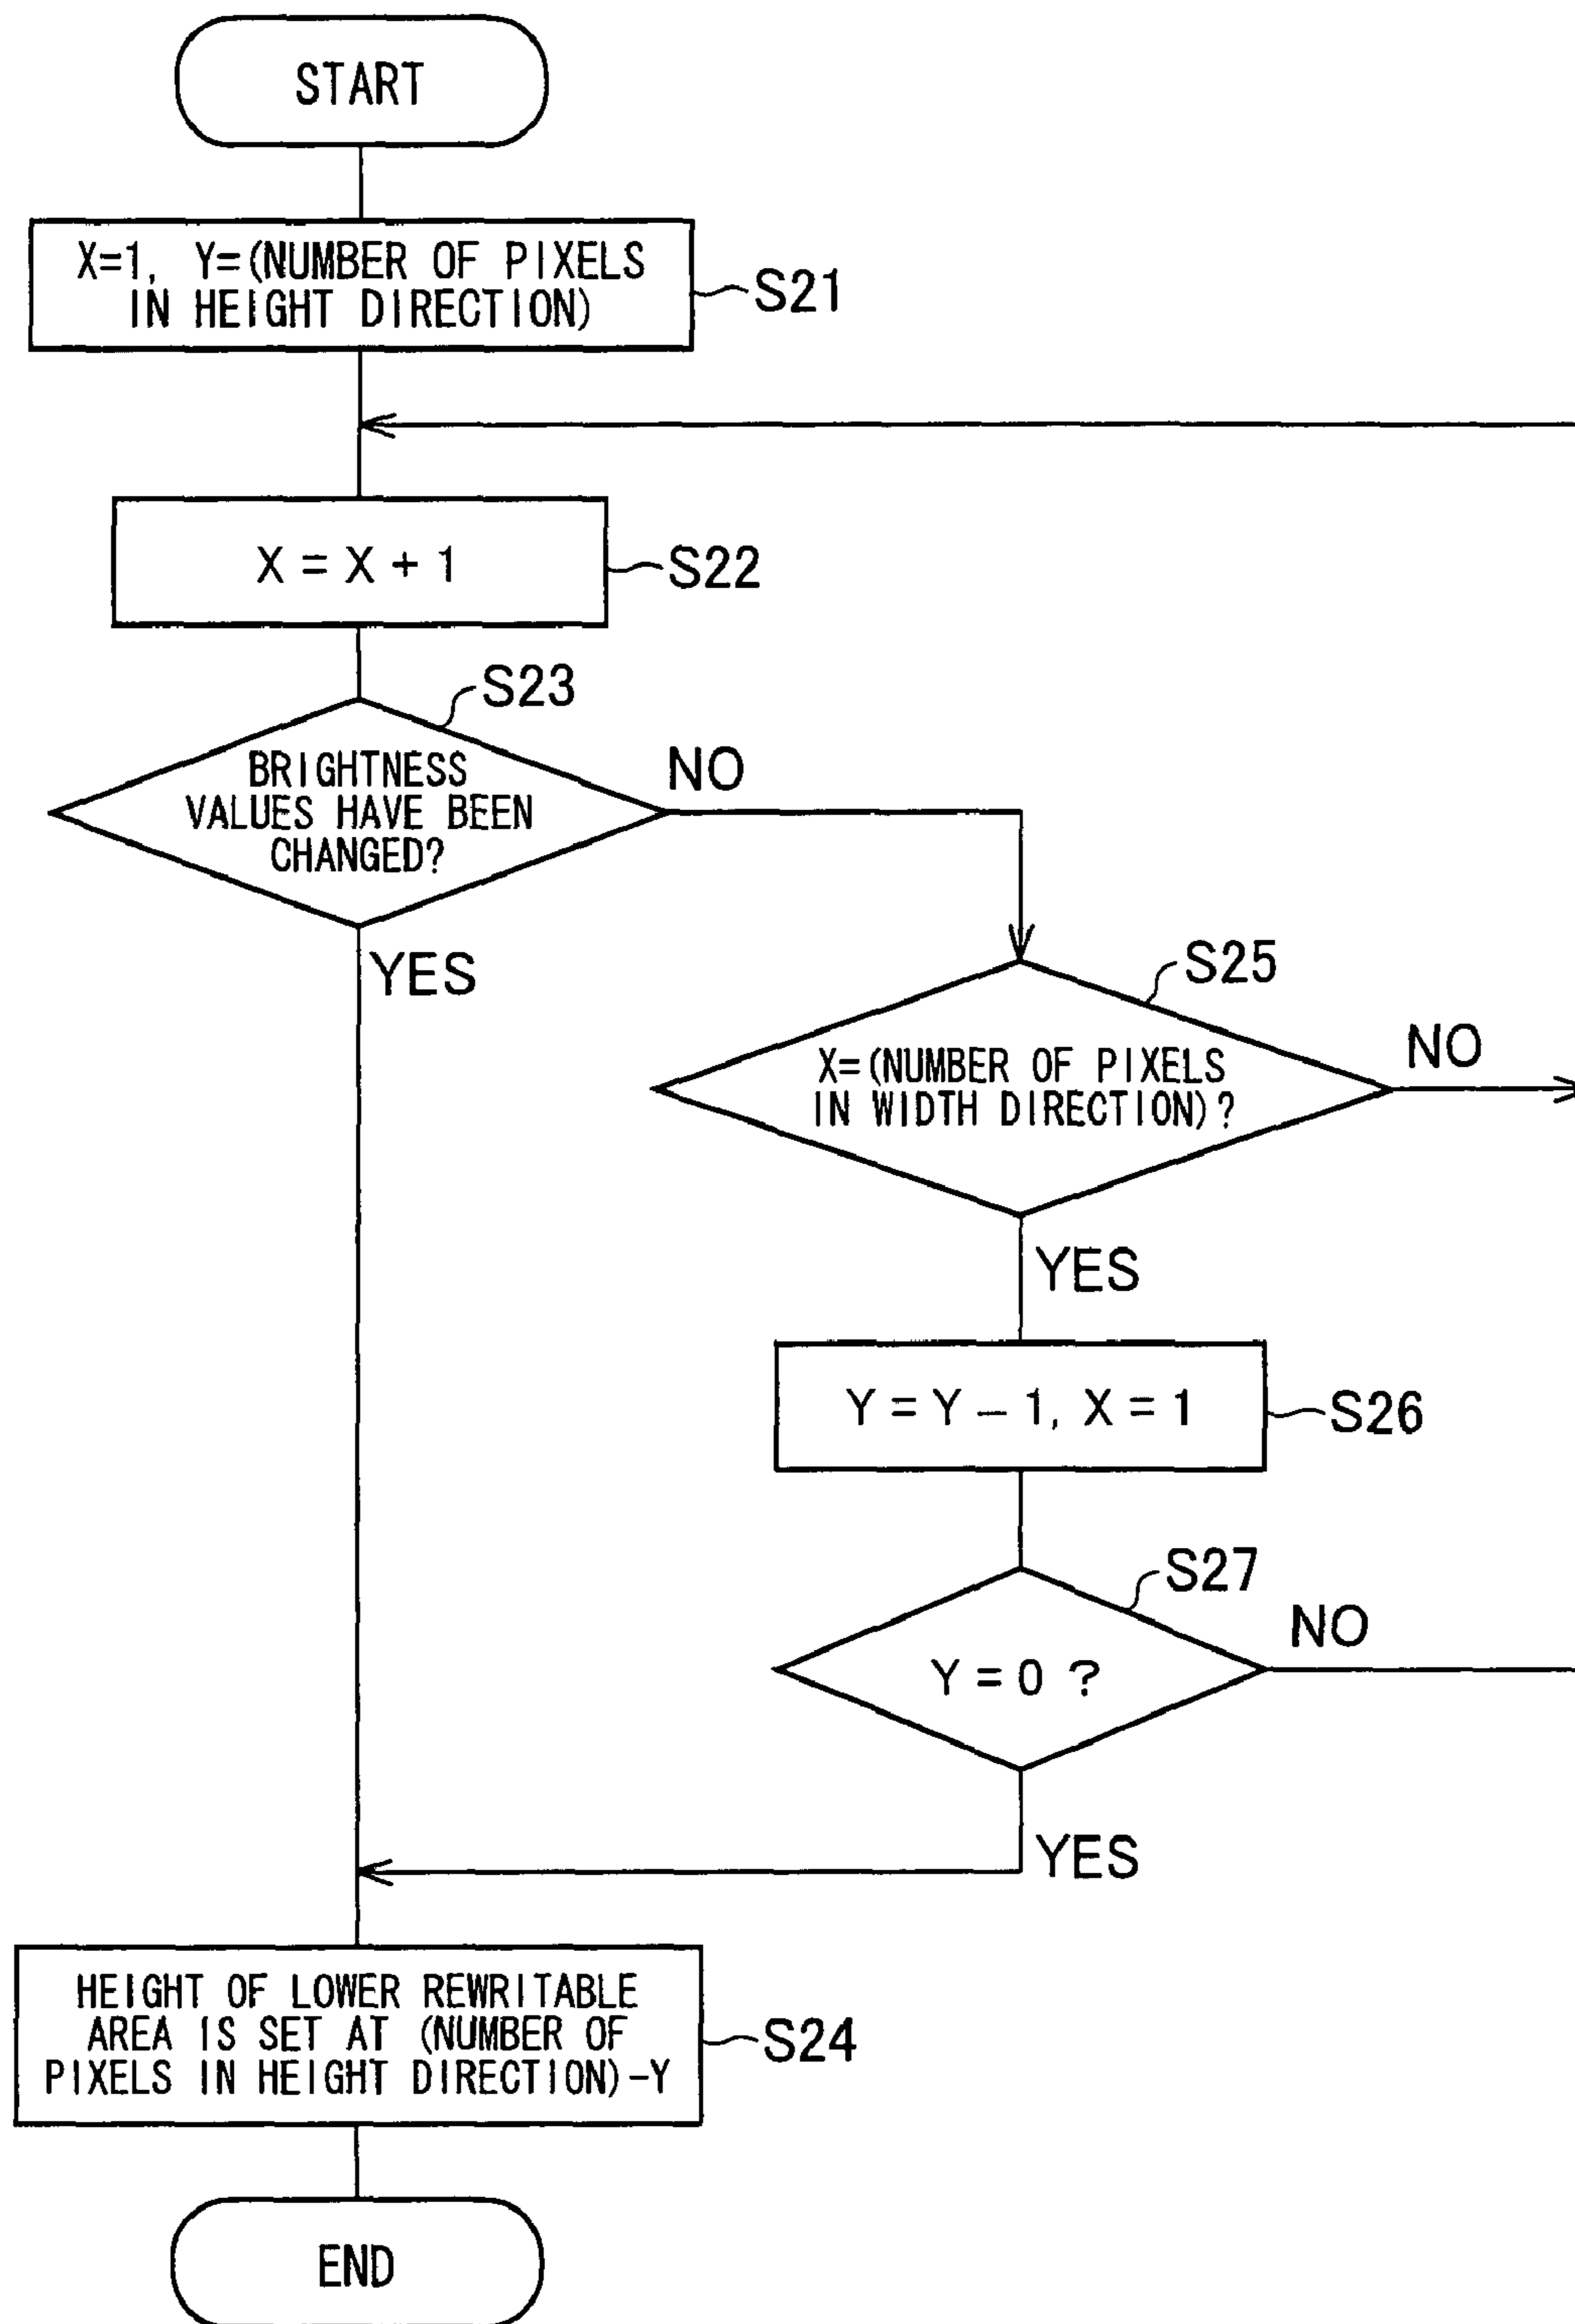 START
X=1, Y=(NUMBER OF PIXELS
IN HEIGHT DIRECTION)
S21
X = X + 1
S22
S23
BRIGHTNESS
VALUES HAVE BEEN
CHANGED?
NO
YES
S25
X=(NUMBER OF PIXELS
IN WIDTH DIRECTION)?
NO
YES
Y = Y − 1, X = 1
S26
S27
Y = 0 ?
NO
YES
HEIGHT OF LOWER REWRITABLE
AREA IS SET AT (NUMBER OF
PIXELS IN HEIGHT DIRECTION)−Y
S24
END